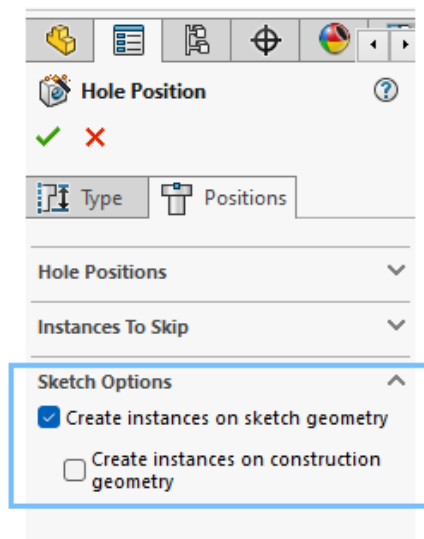 Hole Position
Type
Positions
Hole Positions
Instances To Skip
Sketch Options
Create instances on sketch geometry
Create instances on construction
geometry